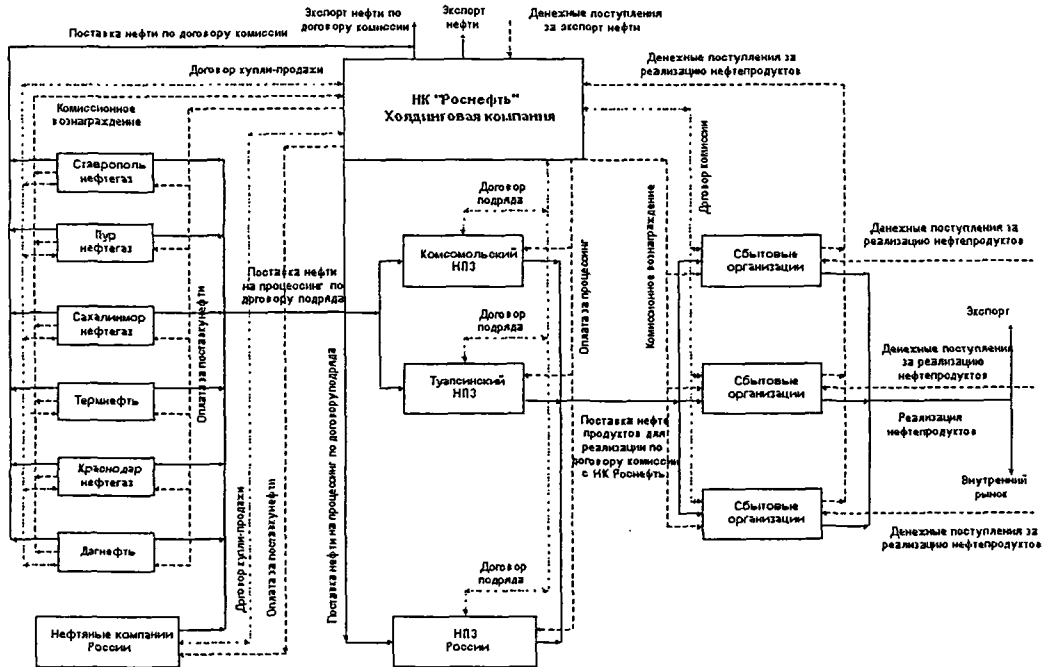 Экспорт нефти по
договору комиссии
Экспорт
нефти
Денежные поступления
за экспорт нефти
Поставка нефти по договору комиссии
Денежные поступления за
реализацию нефтепродуктов
Договор купли-продажи
НК "Роснефть"
Холдинговая компания
Комиссионное
вознаграждение
Ставрополь
нефтегаз
Пур
нефтегаз
Сахалинмор
нефтегаз
Термнефть
Краснодар
нефтегаз
Дагнефть
Нефтяные компании
России
Оплата за поставку нефти
Договор купли-продажи
Оплата за поставку нефти
Поставка нефти
на процессинг по
договору подряда
Поставка нефти на процессинг по договору подряда
Договор
подряда
Комсомольский
НПЗ
Договор
подряда
Туапсинский
НПЗ
Договор
подряда
НПЗ
России
Оплата за процессинг
Комиссионное вознаграждение
Договор комиссии
Поставка нефте
продуктов для
реализации по
договору комиссии
с НК Роснефть
Сбытовые
организации
Сбытовые
организации
Сбытовые
организации
Денежные поступления за
реализацию нефтепродуктов
Экспорт
Денежные поступления
за реализацию
нефтепродуктов
Реализация
нефтепродуктов
Внутренний
рынок
Денежные поступления за
реализацию нефтепродуктов